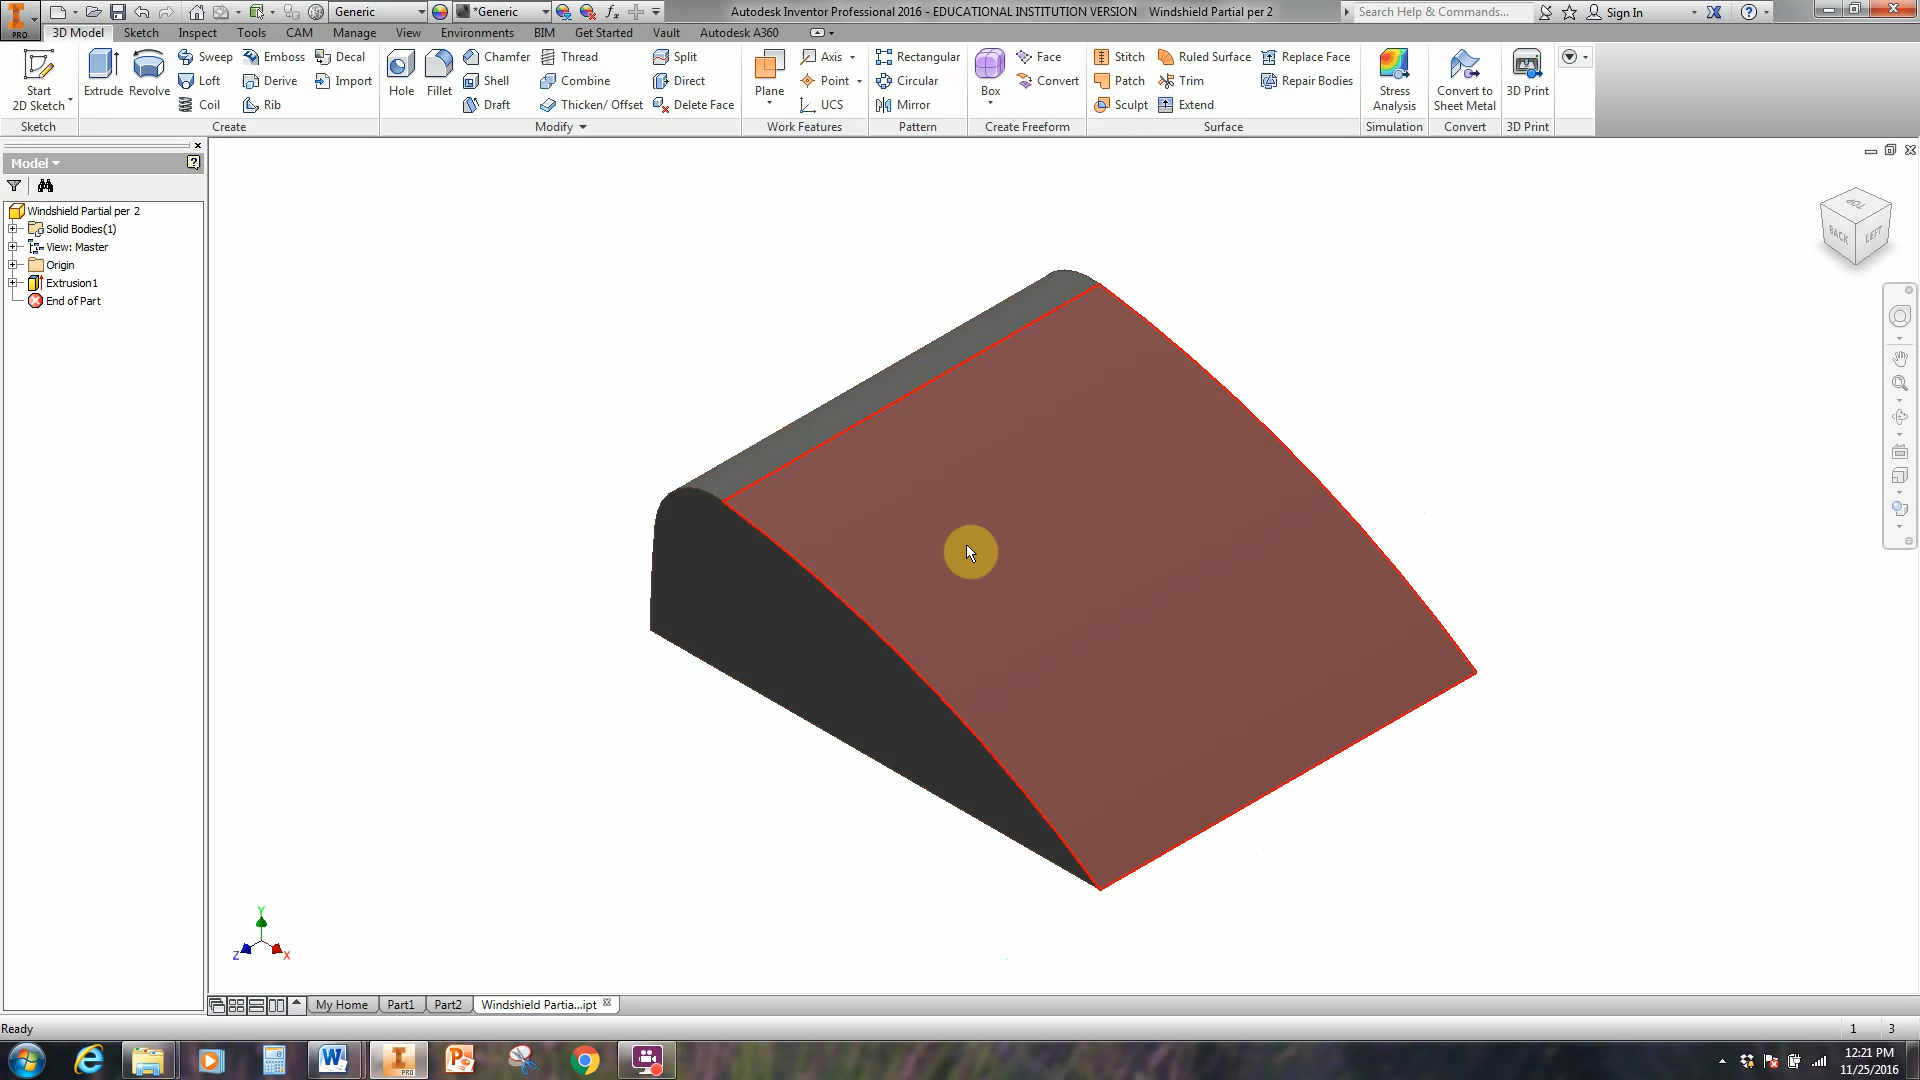 Generic
*Generic
Autodesk Inventor Professional 2016 - EDUCATIONAL INSTITUTION VERSION Windshield Partial per 2
Search Help & Commands...
Sign In
PRO
3D Model Sketch Inspect Tools CAM Manage View Environments BIM Get Started Vault Autodesk A360
Start
2D Sketch
Extrude
Revolve
Sweep
Loft
Coil
Emboss
Derive
Rib
Decal
Import
Hole
Fillet
Chamfer
Shell
Draft
Thread
Combine
Thicken/ Offset
Split
Direct
Delete Face
Plane
Axis
Point
UCS
Rectangular
Circular
Mirror
Box
Face
Convert
Stitch
Patch
Sculpt
Ruled Surface
Trim
Extend
Replace Face
Repair Bodies
Stress
Analysis
Convert to
Sheet Metal
3D Print
Sketch Create Modify Work Features Pattern Create Freeform Surface Simulation Convert 3D Print
Model
Windshield Partial per 2
Solid Bodies(1)
View: Master
Origin
Extrusion1
End of Part
TOP
BACK
LEFT
Y
Z
X
My Home Part1 Part2 Windshield Partia...ipt
Ready
1 3
PRO
12:21 PM
11/25/2016